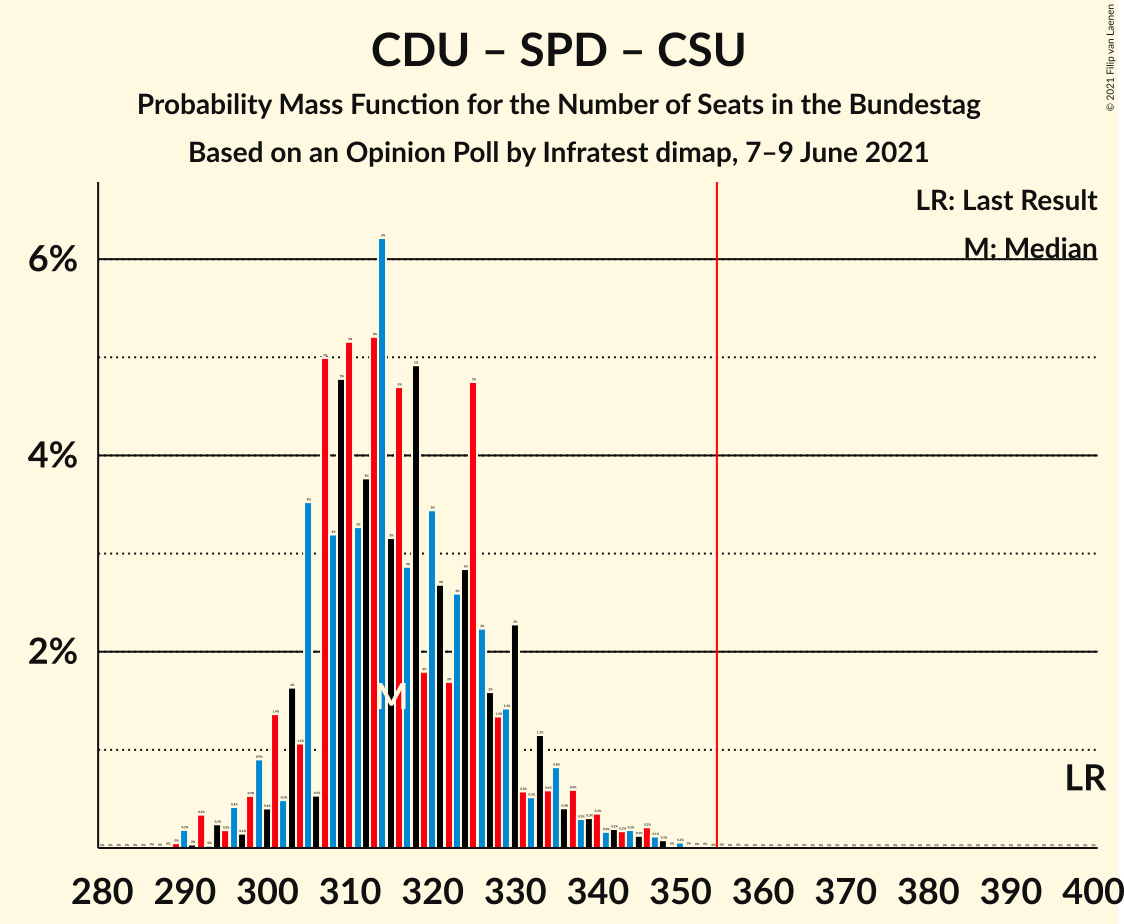 CDU – SPD – CSU
Probability Mass Function for the Number of Seats in the Bundestag
Based on an Opinion Poll by Infratest dimap, 7–9 June 2021
© 2021 Filip van Laenen
LR: Last Result
M: Median
6%
4%
2%
M
LR
280 290 300 310 320 330 340 350 360 370 380 390 400